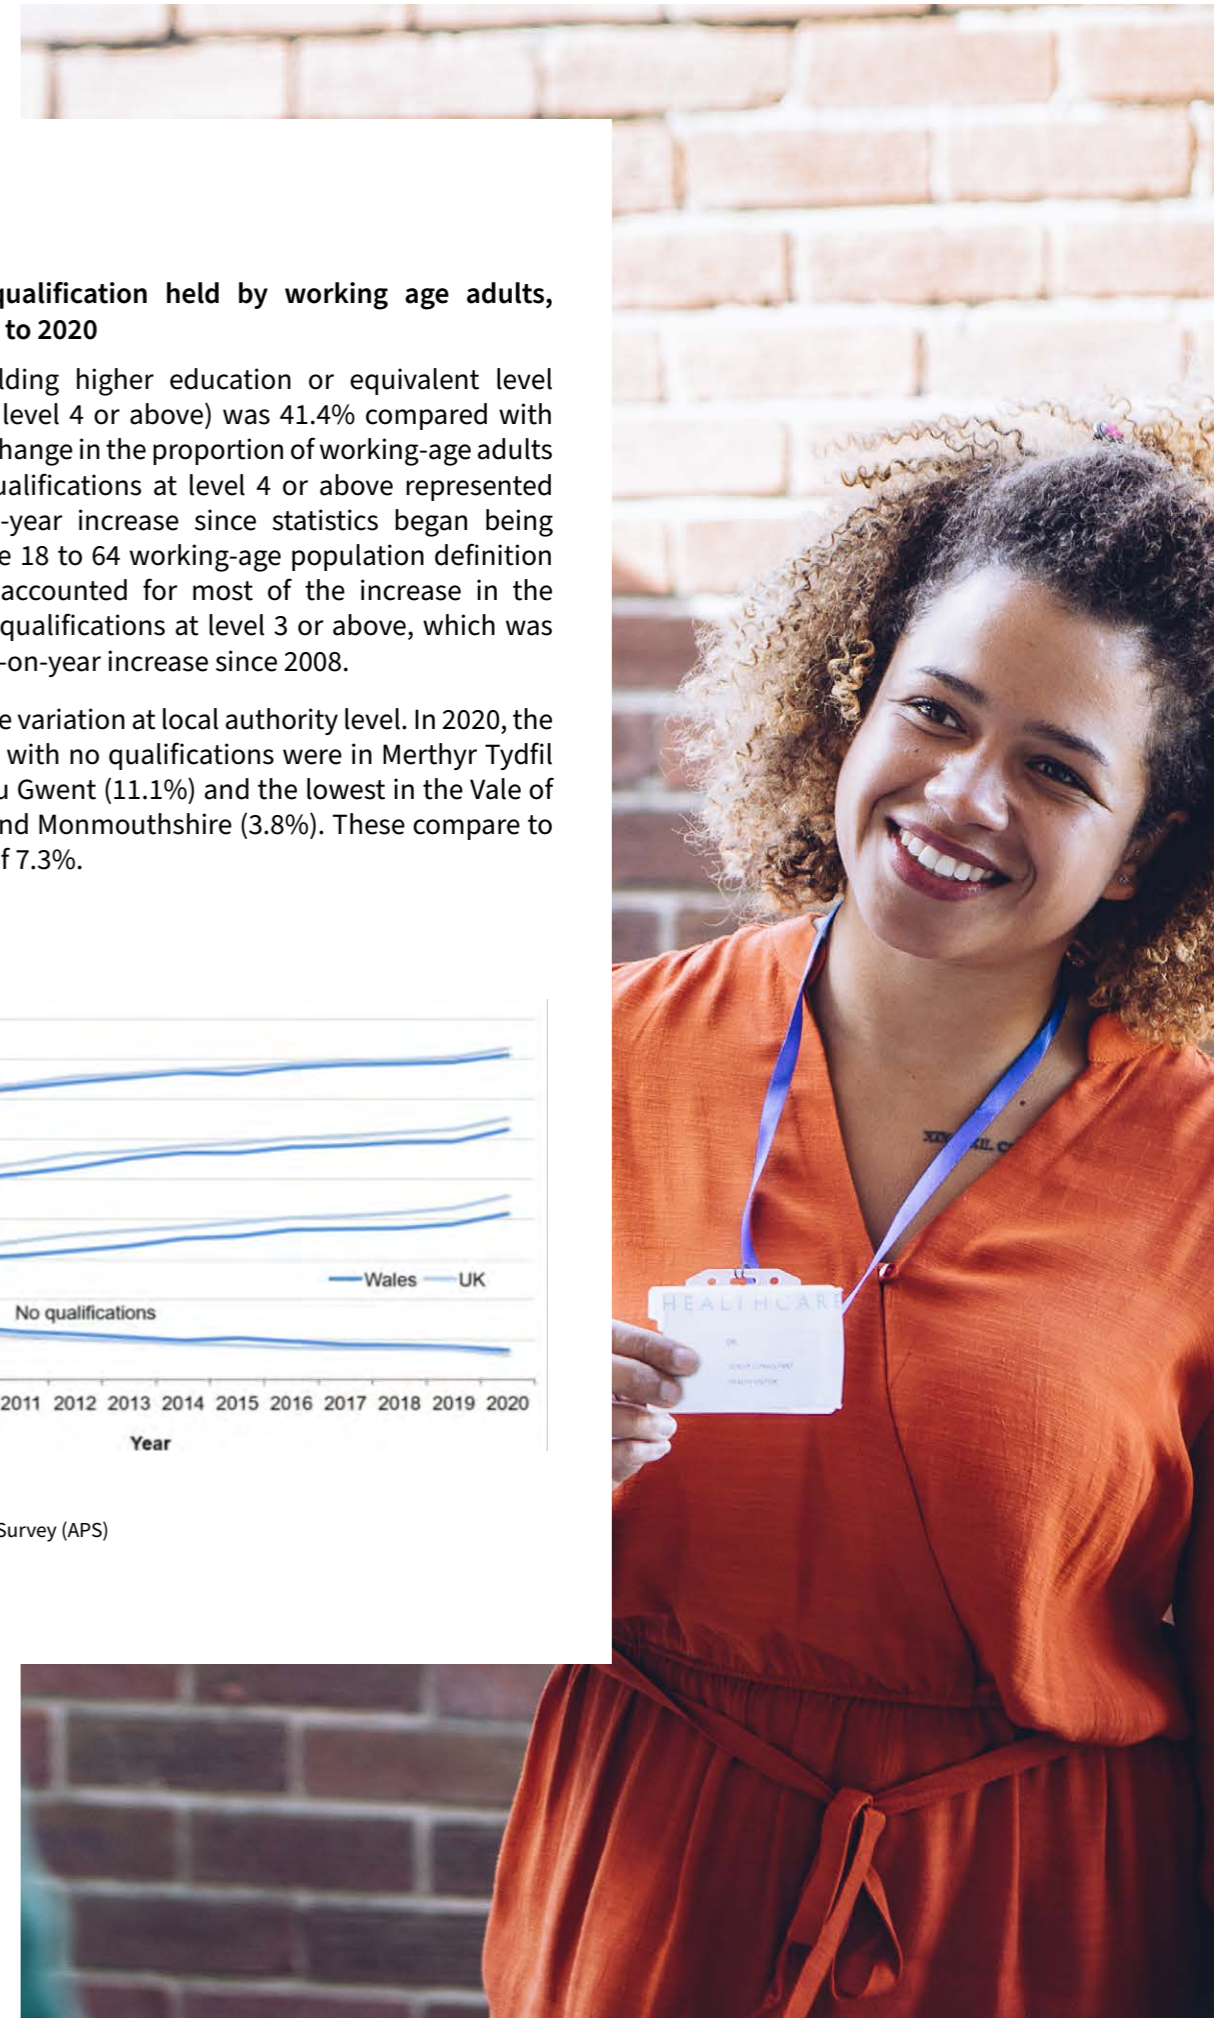 qualification held by working age adults,
to 2020
lding higher education or equivalent level
level 4 or above) was 41.4% compared with
hange in the proportion of working-age adults
ualifications at level 4 or above represented
-year increase since statistics began being
e 18 to 64 working-age population definition
accounted for most of the increase in the
qualifications at level 3 or above, which was
-on-year increase since 2008.
e variation at local authority level. In 2020, the
with no qualifications were in Merthyr Tydfil
u Gwent (11.1%) and the lowest in the Vale of
nd Monmouthshire (3.8%). These compare to
f 7.3%.
Wales UK
No qualifications
2011 2012 2013 2014 2015 2016 2017 2018 2019 2020
Year
Survey (APS)
HEALTHCARE
DR
SENIOR CONSULTANT
HEALTH VISITOR